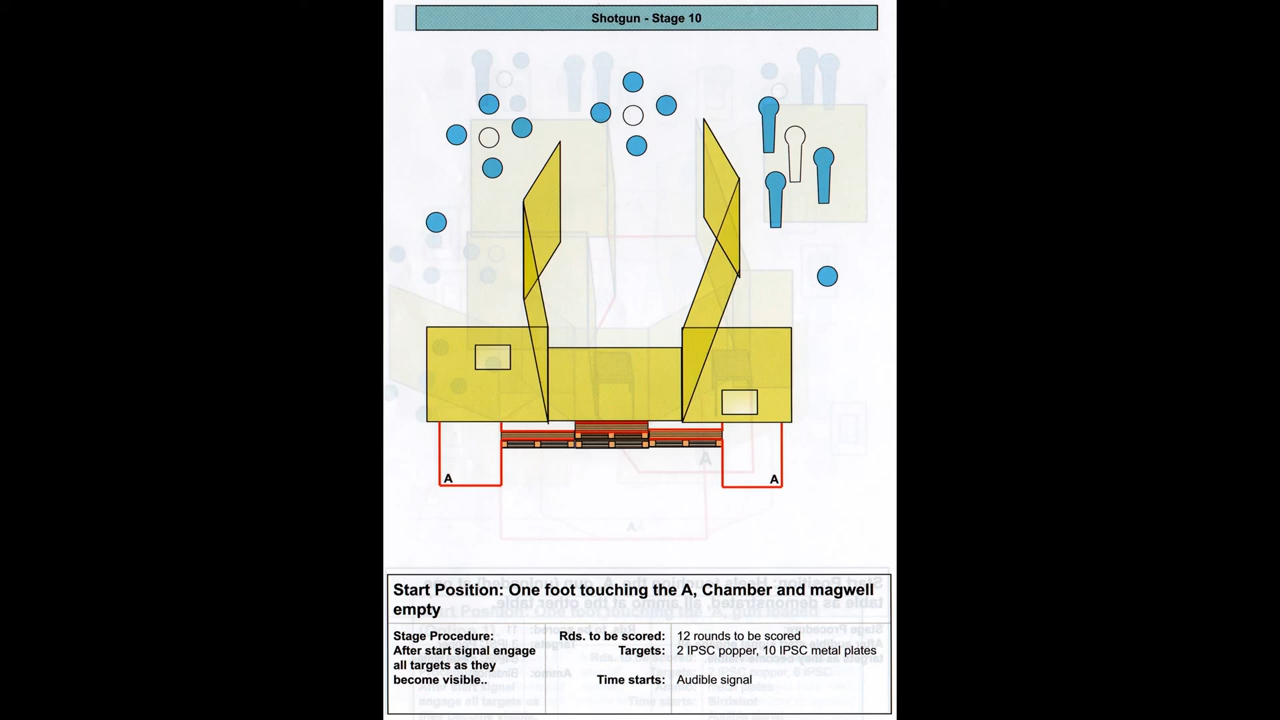 Shotgun - Stage 10
A
A
A
A
Start Position: One foot touching the A, Chamber and magwell
empty
Stage Procedure:
After start signal engage
all targets as they
become visible..
Rds. to be scored: 12 rounds to be scored
Targets: 2 IPSC popper, 10 IPSC metal plates
Time starts: Audible signal